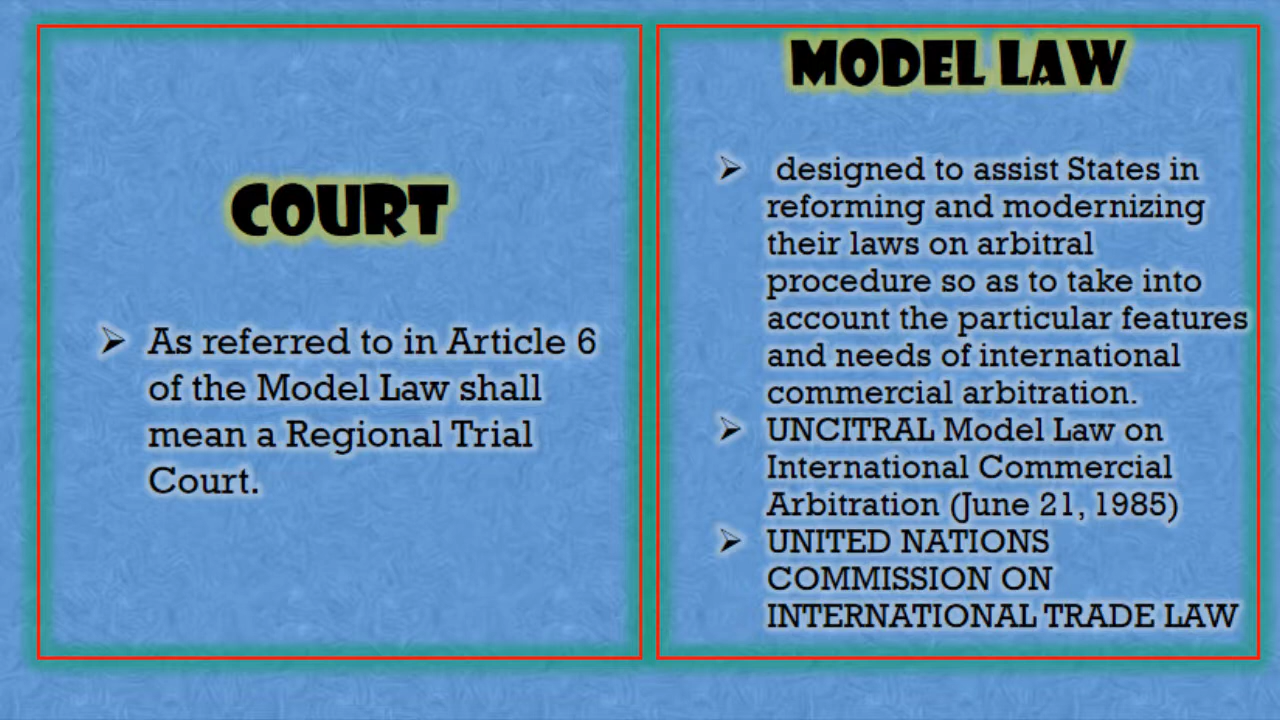 COURT
➢ As referred to in Article 6
of the Model Law shall
mean a Regional Trial
Court.
MODEL LAW
➢ designed to assist States in
reforming and modernizing
their laws on arbitral
procedure so as to take into
account the particular features
and needs of international
commercial arbitration.
➢ UNCITRAL Model Law on
International Commercial
Arbitration (June 21, 1985)
➢ UNITED NATIONS
COMMISSION ON
INTERNATIONAL TRADE LAW